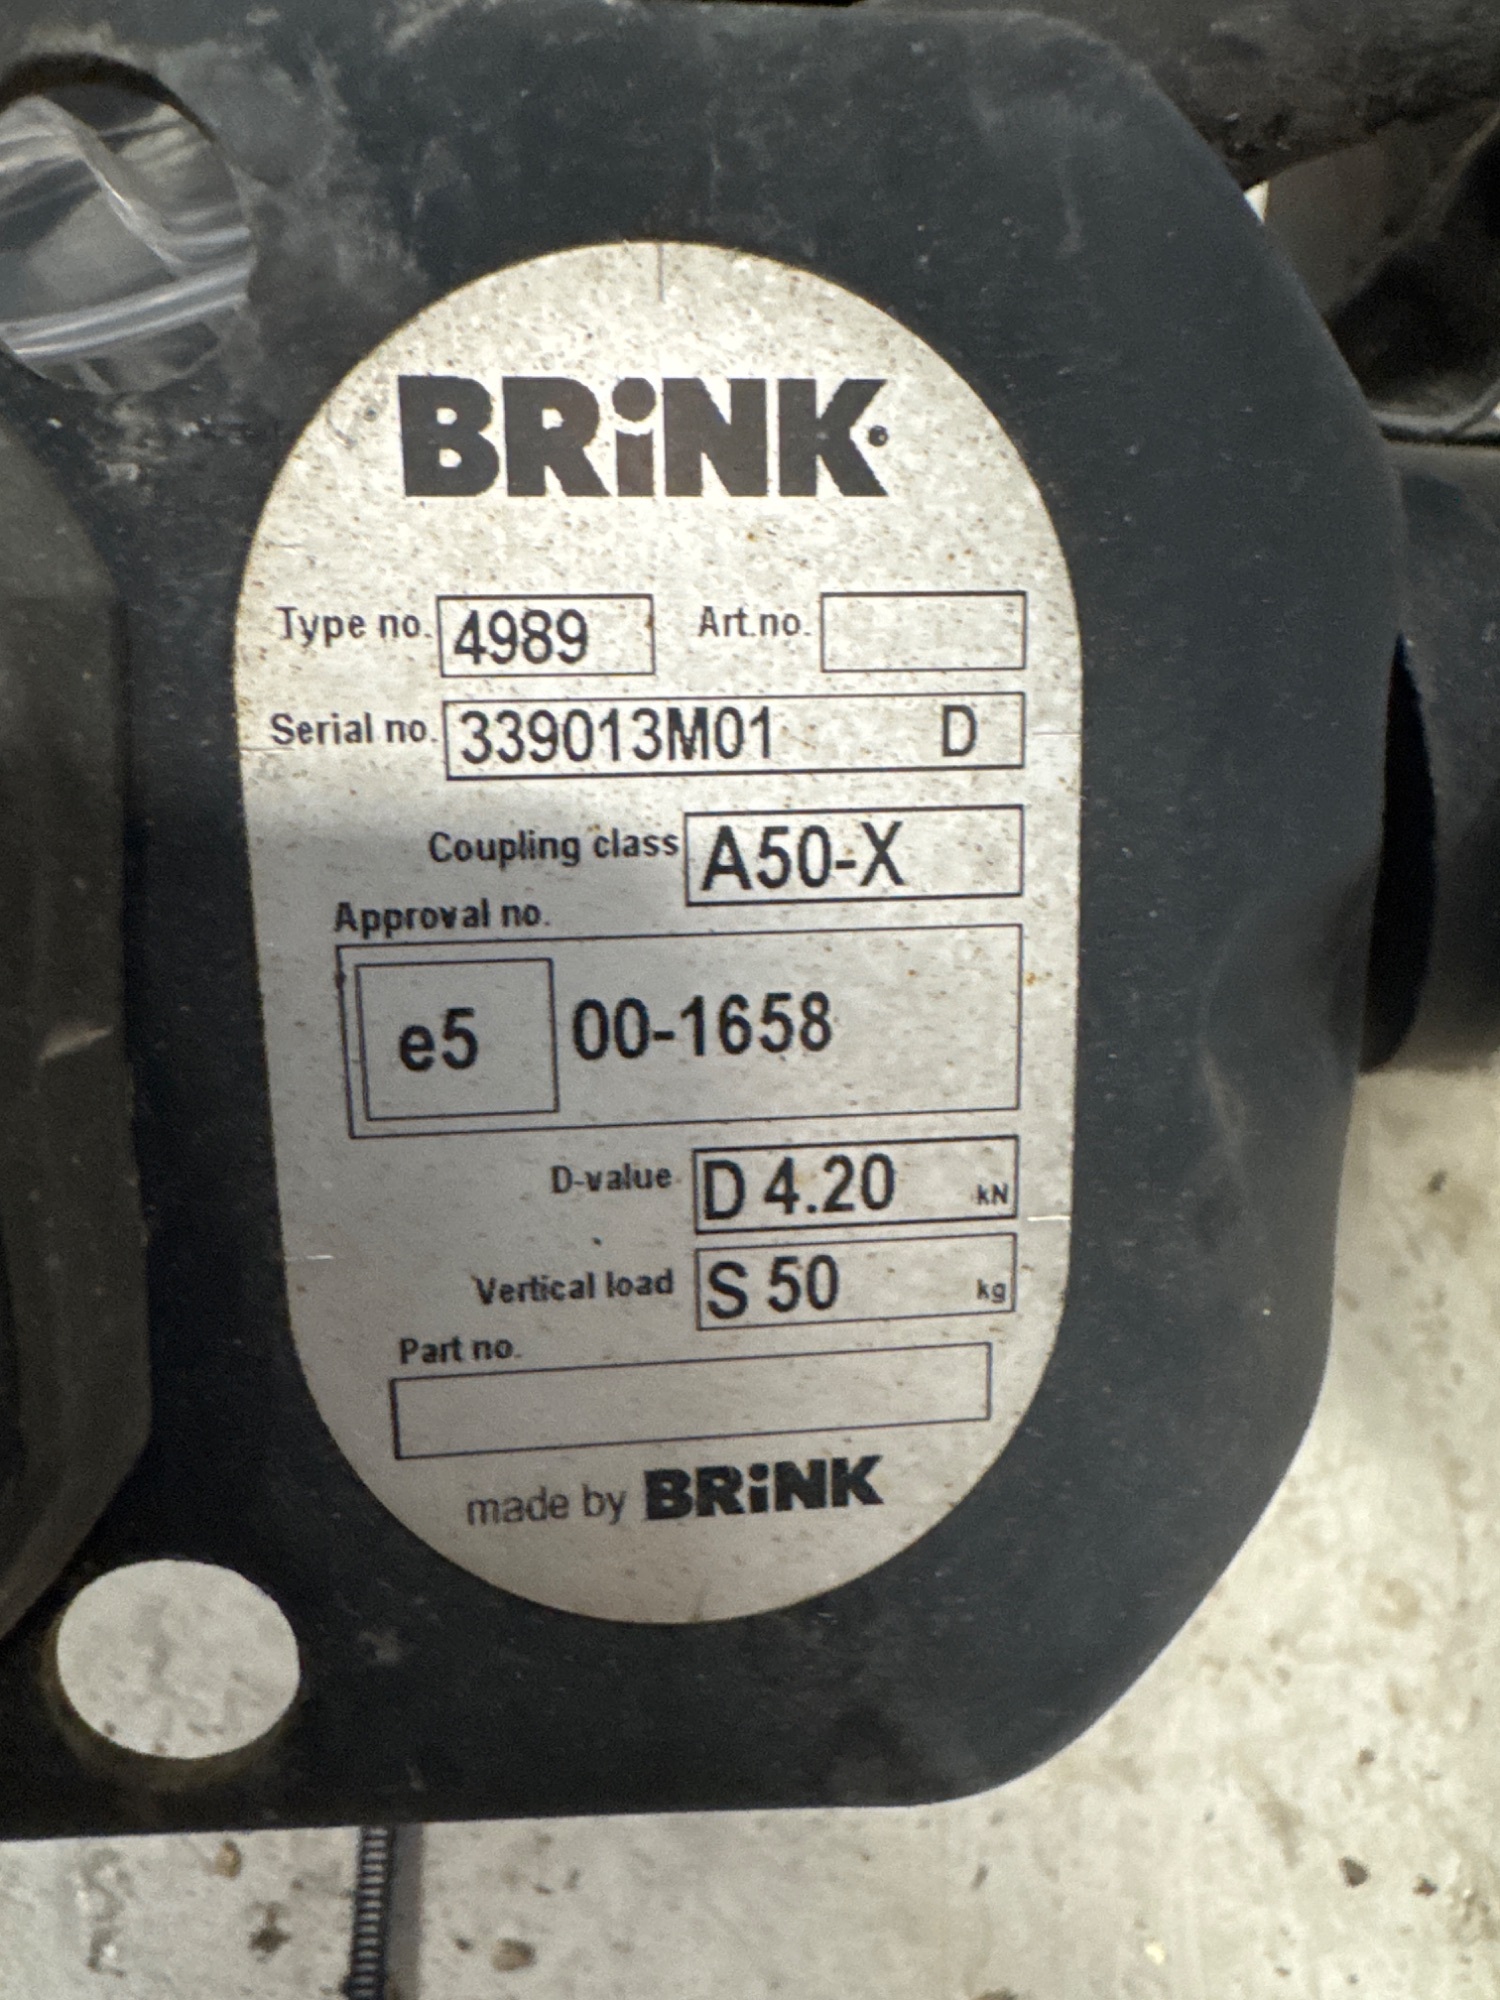 BRiNK
Type no. 4989 Art.no.
Serial no. 339013M01 D
Coupling class A50-X
Approval no.
e5 00-1658
D-value D 4.20 kN
Vertical load S 50 kg
Part no.
made by BRiNK